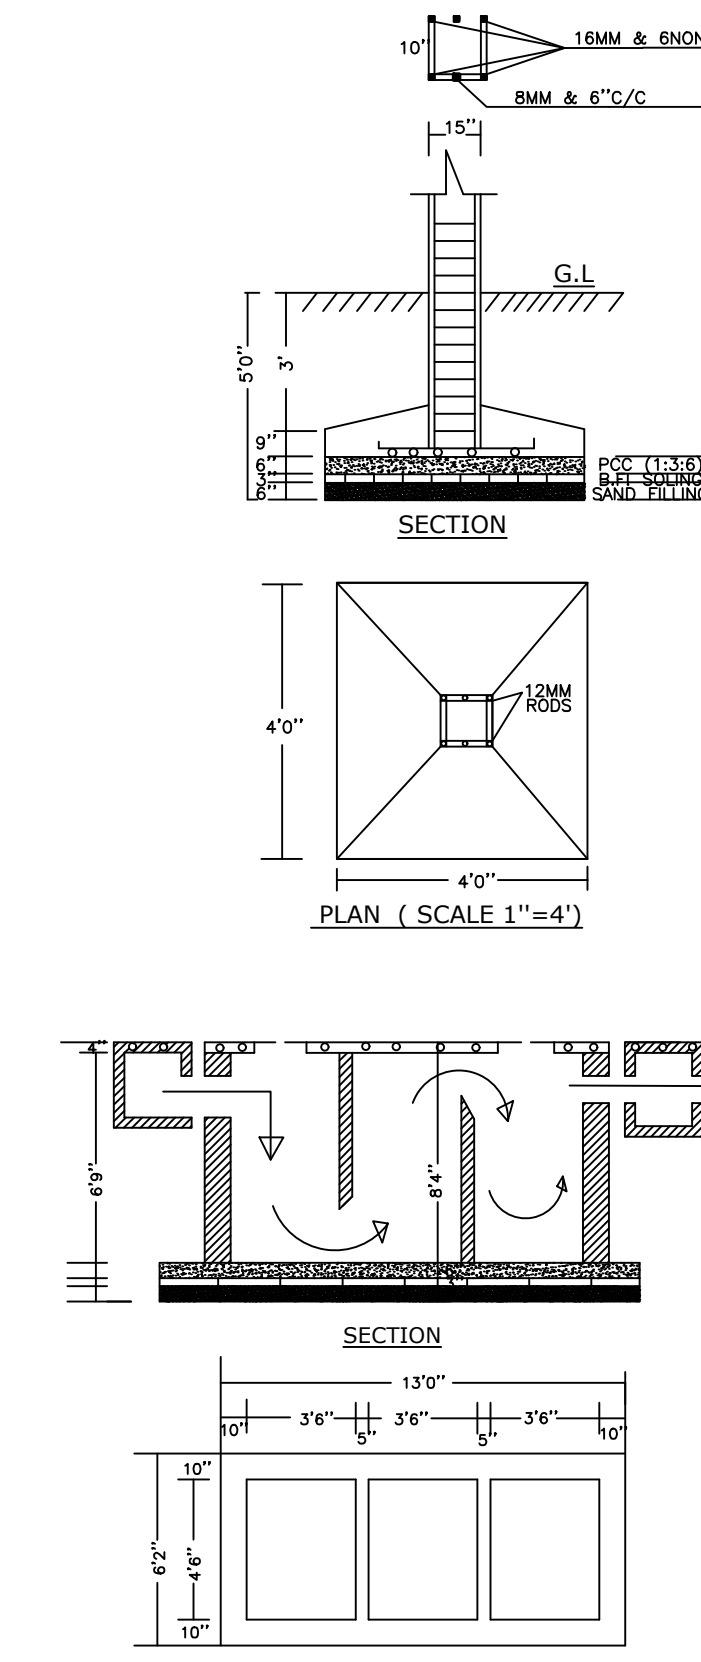 10"
16MM & 6NON
8MM & 6"C/C
15"
G.L
5'0"
3'
9"
6"
3"
6"
PCC (1:3:6)
B.FI SOLING
SAND FILLING
SECTION
12MM
RODS
4'0"
4'0"
PLAN ( SCALE 1"=4')
4"
6'9"
8'4"
SECTION
13'0"
10" 3'6" 5" 3'6" 5" 3'6" 10"
10"
6'2"
4'6"
10"